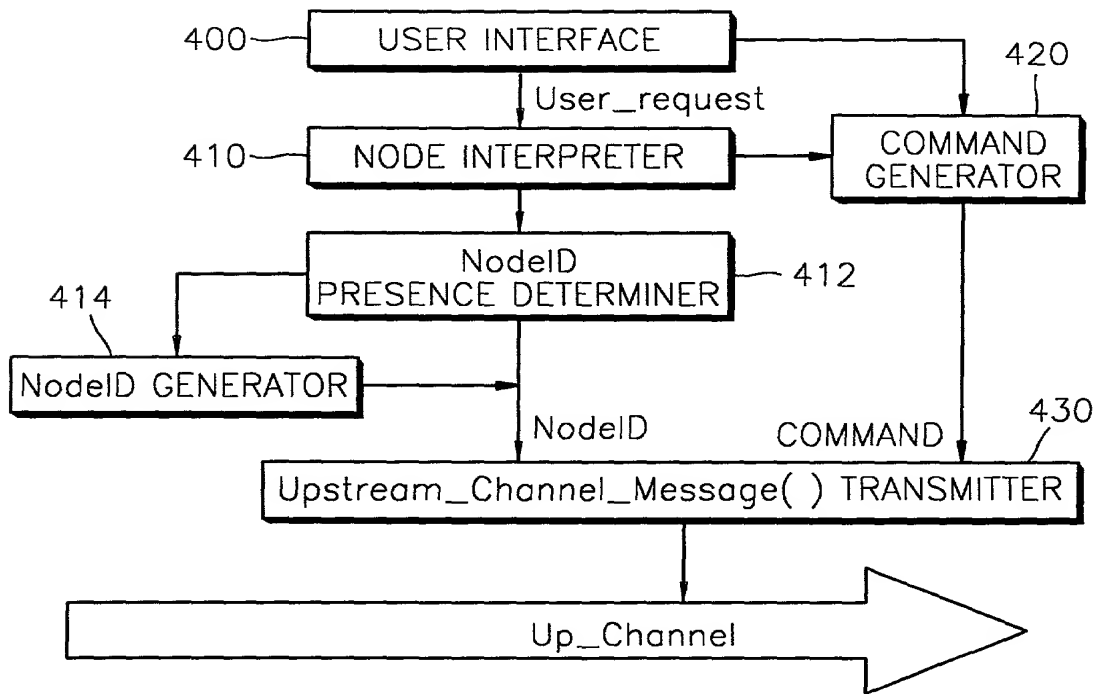 400
USER INTERFACE
420
User_request
410
NODE INTERPRETER
COMMAND
GENERATOR
NodeID
PRESENCE DETERMINER
412
414
NodeID GENERATOR
NodeID
COMMAND
430
Upstream_Channel_Message( ) TRANSMITTER
Up_Channel